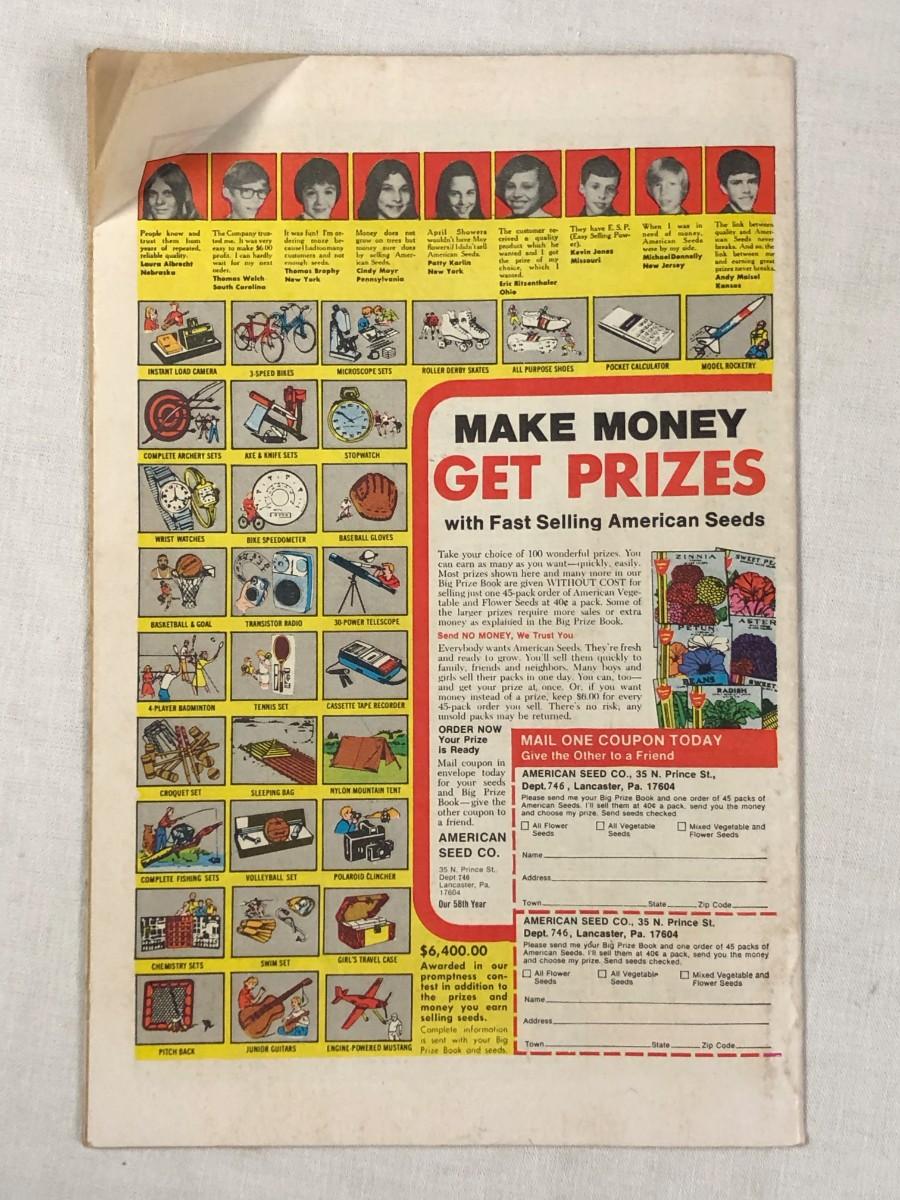 People know and
trust them from
years of repeated,
reliable quality.
Laura Albrecht
Nebraska
The Company trus-
ted me. It was very
easy to make $6.00
profit. I can hardly
wait for my next
order.
Thomas Welch
South Carolina
It was fun! I'm or-
dering more be-
cause I had too many
customers and not
enough seeds.
Thomas Brophy
New York
Money does not
grow on trees but
money sure does
by selling Ameri-
can Seeds.
Cindy Mayr
Pennsylvania
April Showers
wouldn't have May
flowers if I didn't sell
American Seeds.
Patty Karlin
New York
The customer re-
ceived a quality
product which he
wanted and I got
the prize of my
choice, which I
wanted.
Eric Ritzenthaler
Ohio
They have E. S. P.
(Easy Selling Pow-
er).
Kevin Jones
Missouri
When I was in
need of money,
American Seeds
were by my side.
Michael Donnelly
New Jersey
The link between
quality and Amer-
ican Seeds never
breaks. And so, the
link between me
and earning great
prizes never breaks.
Andy Maisel
Kansas
INSTANT LOAD CAMERA
3-SPEED BIKES
MICROSCOPE SETS
ROLLER DERBY SKATES
ALL PURPOSE SHOES
POCKET CALCULATOR
MODEL ROCKETRY
COMPLETE ARCHERY SETS
AXE & KNIFE SETS
STOPWATCH
WRIST WATCHES
BIKE SPEEDOMETER
BASEBALL GLOVES
BASKETBALL & GOAL
TRANSISTOR RADIO
30-POWER TELESCOPE
4-PLAYER BADMINTON
TENNIS SET
CASSETTE TAPE RECORDER
CROQUET SET
SLEEPING BAG
NYLON MOUNTAIN TENT
COMPLETE FISHING SETS
VOLLEYBALL SET
POLAROID CLINCHER
CHEMISTRY SETS
SWIM SET
GIRL'S TRAVEL CASE
PITCH BACK
JUNIOR GUITARS
ENGINE-POWERED MUSTANG
MAKE MONEY
GET PRIZES
with Fast Selling American Seeds
Take your choice of 100 wonderful prizes. You
can earn as many as you want—quickly, easily.
Most prizes shown here and many more in our
Big Prize Book are given WITHOUT COST for
selling just one 45-pack order of American Vege-
table and Flower Seeds at 40¢ a pack. Some of
the larger prizes require more sales or extra
money as explained in the Big Prize Book.
Send NO MONEY, We Trust You
Everybody wants American Seeds. They're fresh
and ready to grow. You'll sell them quickly to
family, friends and neighbors. Many boys and
girls sell their packs in one day. You can, too—
and get your prize at once. Or, if you want
money instead of a prize, keep $6.00 for every
45-pack order you sell. There's no risk, any
unsold packs may be returned.
ZINNIA
SWEET PE
PETUN
ASTER
BEANS
SWEET
RADISH
ORDER NOW
Your Prize
is Ready
Mail coupon in
envelope today
for your seeds
and Big Prize
Book—give the
other coupon to
a friend.
AMERICAN
SEED CO.
35 N. Prince St.
Dept 746
Lancaster, Pa.
17604
Our 58th Year
$6,400.00
Awarded in our
promptness con-
test in addition to
the prizes and
money you earn
selling seeds.
Complete information
is sent with your Big
Prize Book and seeds.
MAIL ONE COUPON TODAY
Give the Other to a Friend
AMERICAN SEED CO., 35 N. Prince St.,
Dept. 746, Lancaster, Pa. 17604
Please send me your Big Prize Book and one order of 45 packs of
American Seeds. I'll sell them at 40¢ a pack, send you the money
and choose my prize. Send seeds checked.
All Flower Seeds
All Vegetable Seeds
Mixed Vegetable and Flower Seeds
Name
Address
Town State Zip Code
AMERICAN SEED CO., 35 N. Prince St.
Dept. 746, Lancaster, Pa. 17604
Please send me your Big Prize Book and one order of 45 packs of
American Seeds. I'll sell them at 40¢ a pack, send you the money
and choose my prize. Send seeds checked.
All Flower Seeds
All Vegetable Seeds
Mixed Vegetable and Flower Seeds
Name
Address
Town State Zip Code